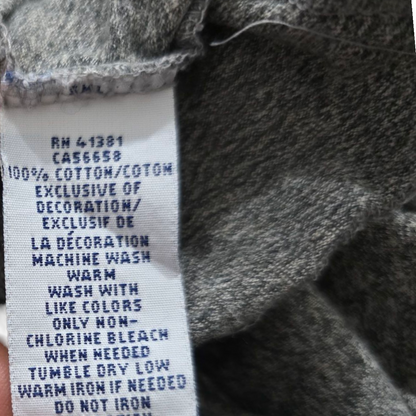 RN 41381
CA56658
100% COTTON/COTON
EXCLUSIVE OF
DECORATION/
EXCLUSIF DE
LA DÉCORATION
MACHINE WASH
WARM
WASH WITH
LIKE COLORS
ONLY NON-
CHLORINE BLEACH
WHEN NEEDED
TUMBLE DRY LOW
WARM IRON IF NEEDED
DO NOT IRON